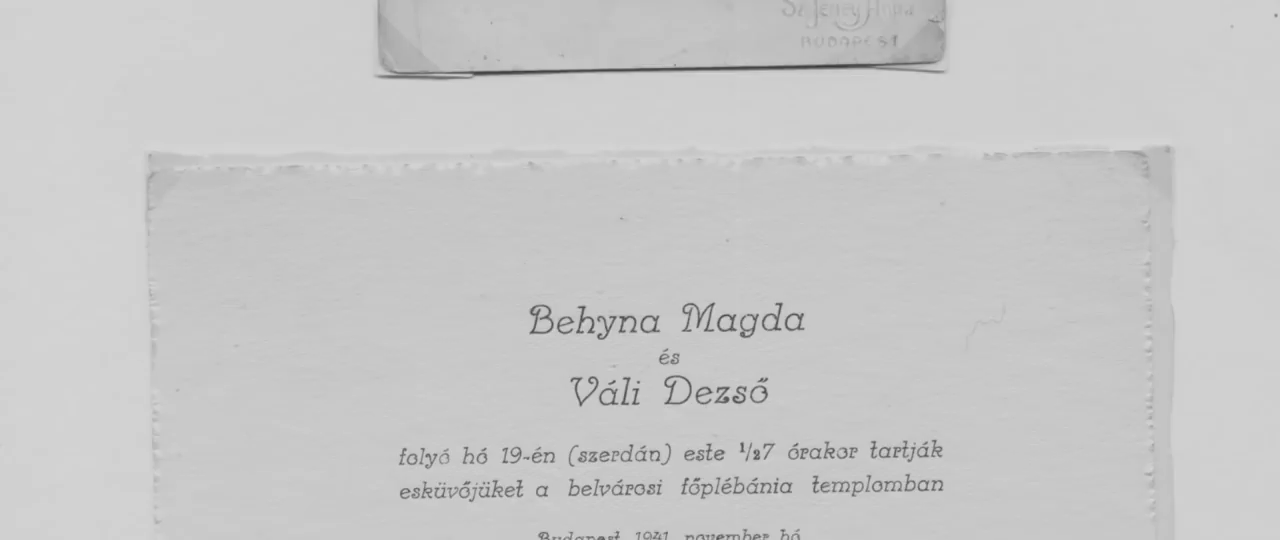 BUDAPEST
Behyna Magda
és
Váli Dezső
folyó hó 19-én (szerdán) este ½7 órakor tartják
esküvőjüket a belvárosi főplébánia templomban
Budapest, 1941. november hó